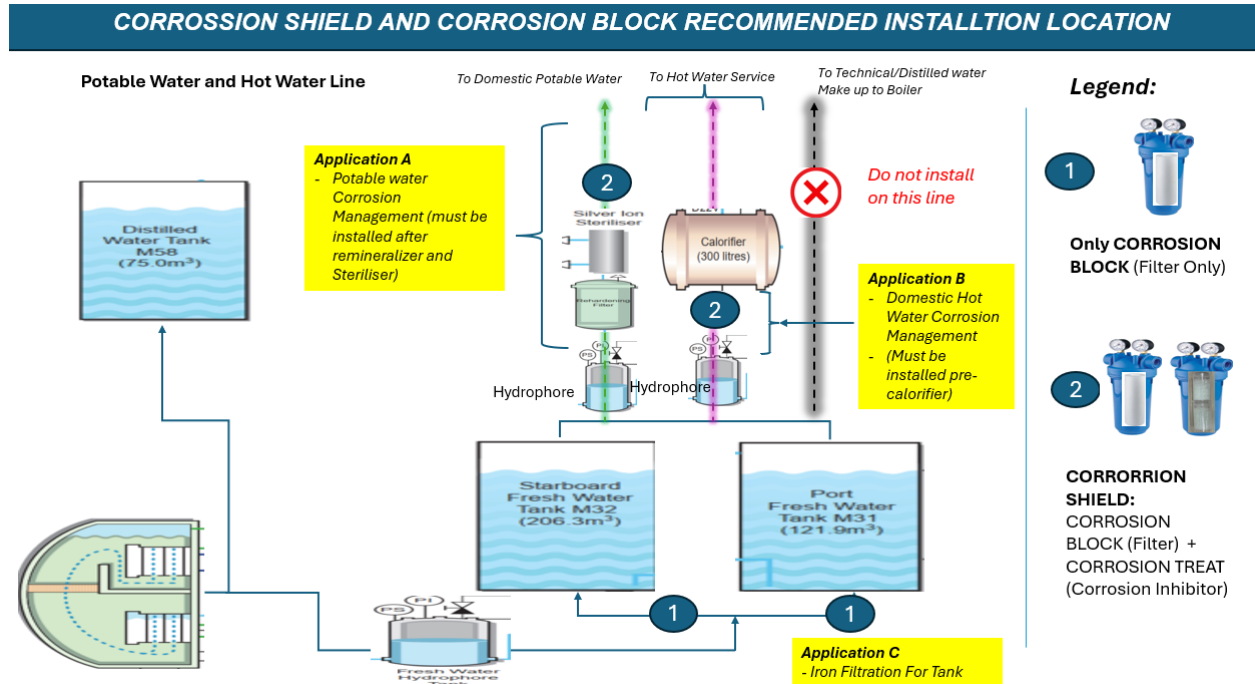 CORROSSION SHIELD AND CORROSION BLOCK RECOMMENDED INSTALLTION LOCATION
Potable Water and Hot Water Line
To Domestic Potable Water
To Hot Water Service
To Technical/Distilled water
Make up to Boiler
Legend:
Application A
- Potable water
Corrosion
Management (must be
installed after
remineralizer and
Steriliser)
2
Do not install
on this line
1
Silver Ion
Steriliser
Calorifier
(300 litres)
Distilled
Water Tank
M58
(75.0m³)
Only CORROSION
BLOCK (Filter Only)
Rehardening
Filter
2
Application B
- Domestic Hot
Water Corrosion
Management
- (Must be
installed pre-
calorifier)
PS
PI
Hydrophore
Hydrophore
2
Starboard
Fresh Water
Tank M32
(206.3m³)
Port
Fresh Water
Tank M31
(121.9m³)
CORRORRION
SHIELD:
CORROSION
BLOCK (Filter) +
CORROSION TREAT
(Corrosion Inhibitor)
1
1
PS
PI
Fresh Water
Hydrophore
Tank
Application C
- Iron Filtration For Tank